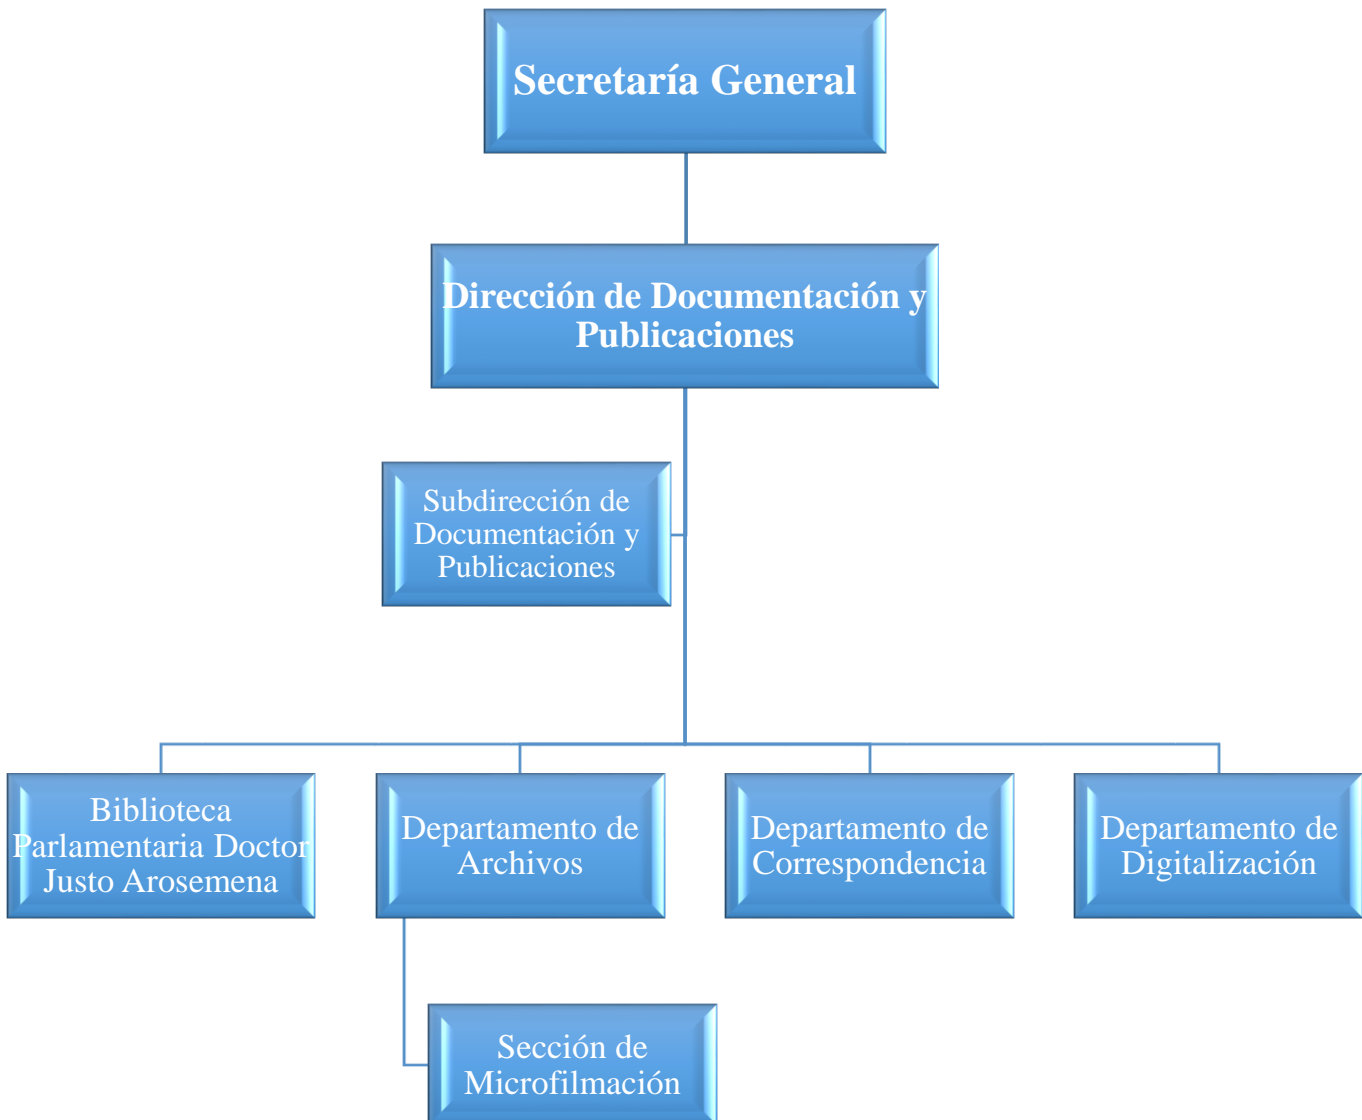 Secretaría General
Dirección de Documentación y
Publicaciones
Subdirección de
Documentación y
Publicaciones
Biblioteca
Parlamentaria Doctor
Justo Arosemena
Departamento de
Archivos
Departamento de
Correspondencia
Departamento de
Digitalización
Sección de
Microfilmación